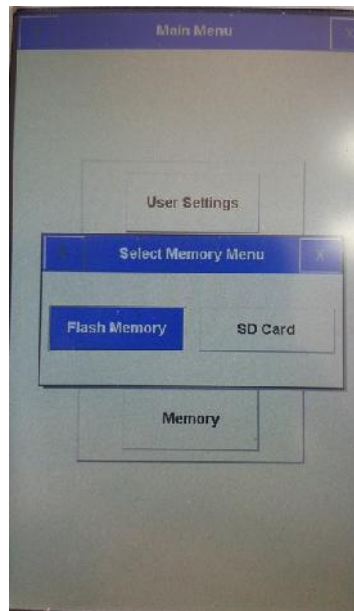 Main Menu
X
User Settings
Select Memory Menu
X
Flash Memory
SD Card
Memory